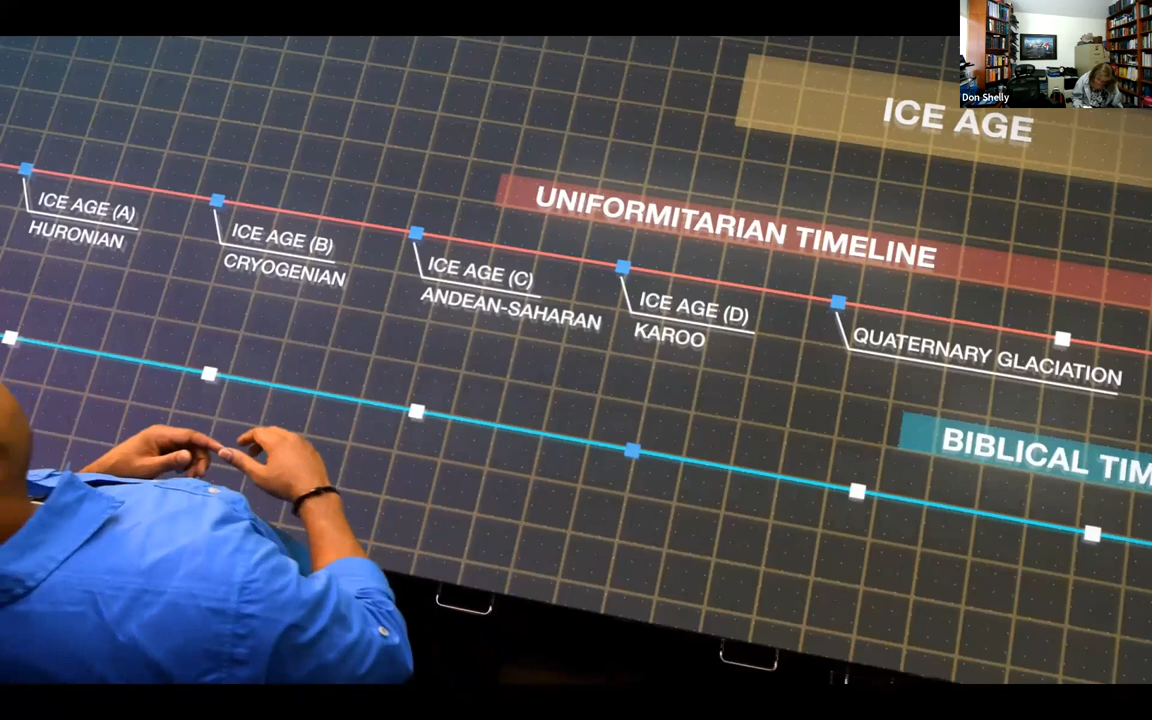 Don Shelly
ICE AGE
UNIFORMITARIAN TIMELINE
ICE AGE (A)
HURONIAN
ICE AGE (B)
CRYOGENIAN
ICE AGE (C)
ANDEAN-SAHARAN
ICE AGE (D)
KAROO
QUATERNARY GLACIATION
BIBLICAL TIM